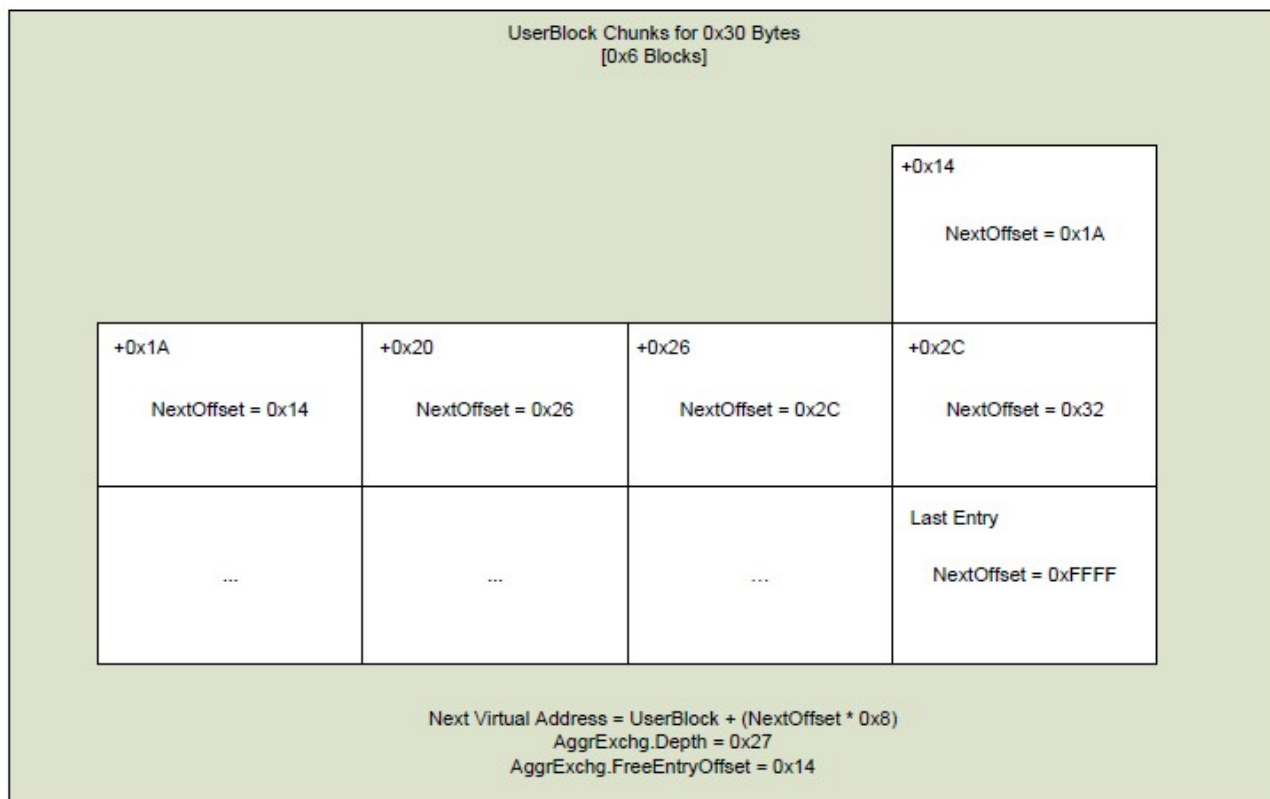 UserBlock Chunks for 0x30 Bytes
[0x6 Blocks]
+0x14
NextOffset = 0x1A
+0x1A
NextOffset = 0x14
+0x20
NextOffset = 0x26
+0x26
NextOffset = 0x2C
+0x2C
NextOffset = 0x32
...
...
...
Last Entry
NextOffset = 0xFFFF
Next Virtual Address = UserBlock + (NextOffset * 0x8)
AggrExchg.Depth = 0x27
AggrExchg.FreeEntryOffset = 0x14